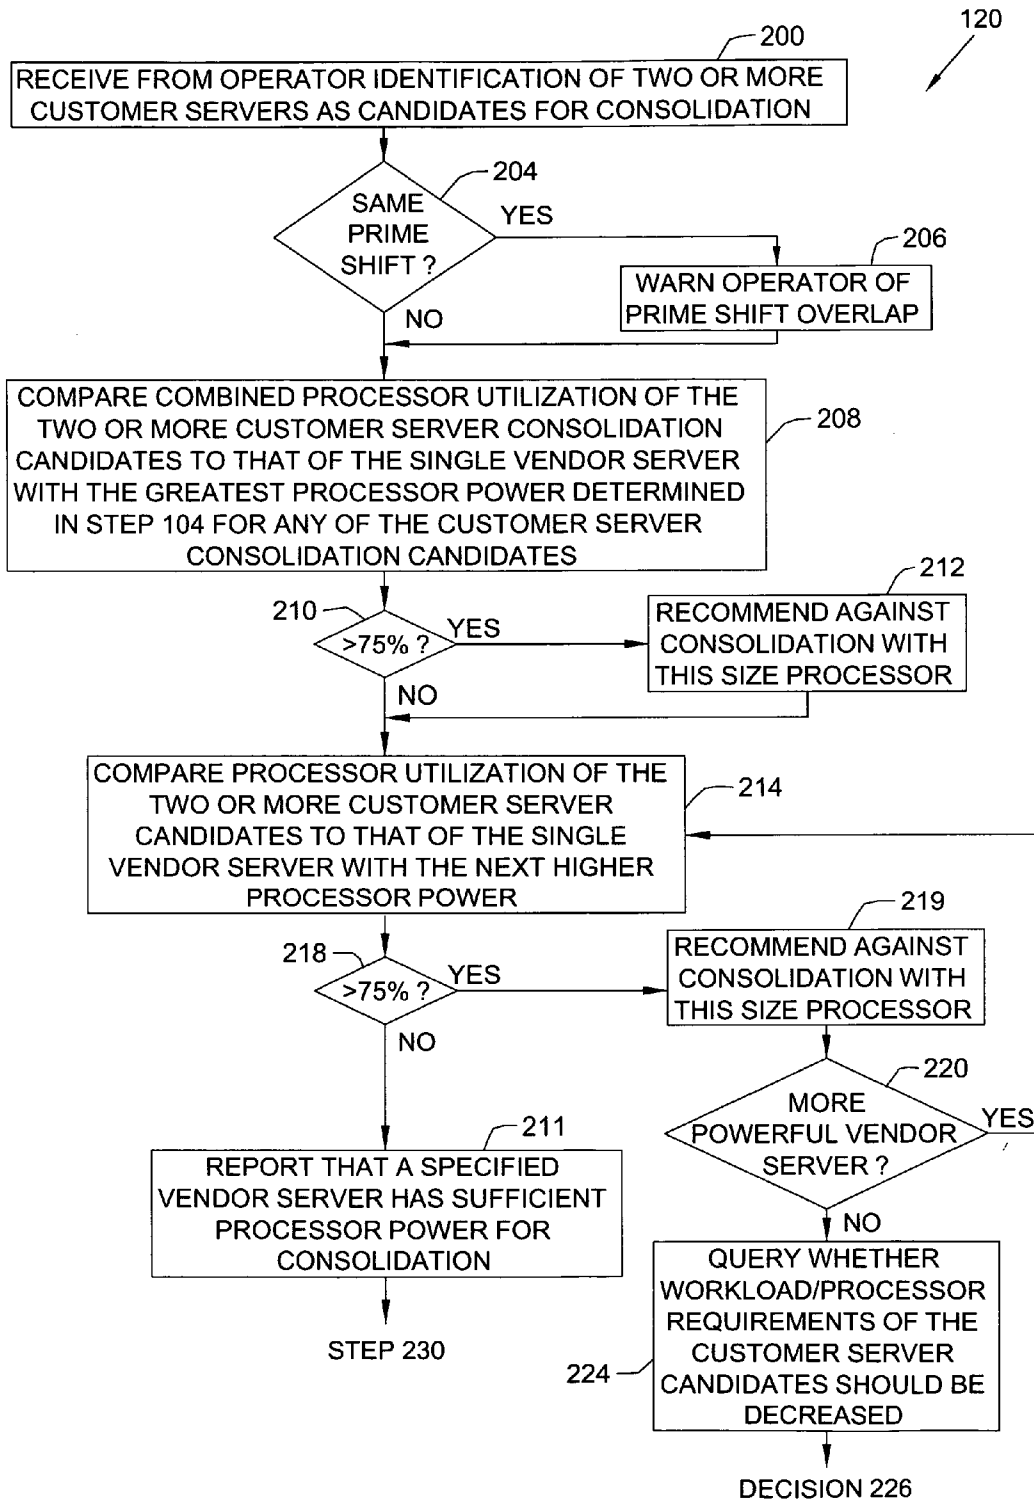 120
200
RECEIVE FROM OPERATOR IDENTIFICATION OF TWO OR MORE
CUSTOMER SERVERS AS CANDIDATES FOR CONSOLIDATION
204
SAME
PRIME
SHIFT ?
YES
NO
206
WARN OPERATOR OF
PRIME SHIFT OVERLAP
COMPARE COMBINED PROCESSOR UTILIZATION OF THE
TWO OR MORE CUSTOMER SERVER CONSOLIDATION
CANDIDATES TO THAT OF THE SINGLE VENDOR SERVER
WITH THE GREATEST PROCESSOR POWER DETERMINED
IN STEP 104 FOR ANY OF THE CUSTOMER SERVER
CONSOLIDATION CANDIDATES
208
210
>75% ?
YES
NO
212
RECOMMEND AGAINST
CONSOLIDATION WITH
THIS SIZE PROCESSOR
COMPARE PROCESSOR UTILIZATION OF THE
TWO OR MORE CUSTOMER SERVER
CANDIDATES TO THAT OF THE SINGLE
VENDOR SERVER WITH THE NEXT HIGHER
PROCESSOR POWER
214
218
>75% ?
YES
NO
219
RECOMMEND AGAINST
CONSOLIDATION WITH
THIS SIZE PROCESSOR
220
MORE
POWERFUL VENDOR
SERVER ?
YES
NO
211
REPORT THAT A SPECIFIED
VENDOR SERVER HAS SUFFICIENT
PROCESSOR POWER FOR
CONSOLIDATION
STEP 230
QUERY WHETHER
WORKLOAD/PROCESSOR
REQUIREMENTS OF THE
CUSTOMER SERVER
CANDIDATES SHOULD BE
DECREASED
224
DECISION 226